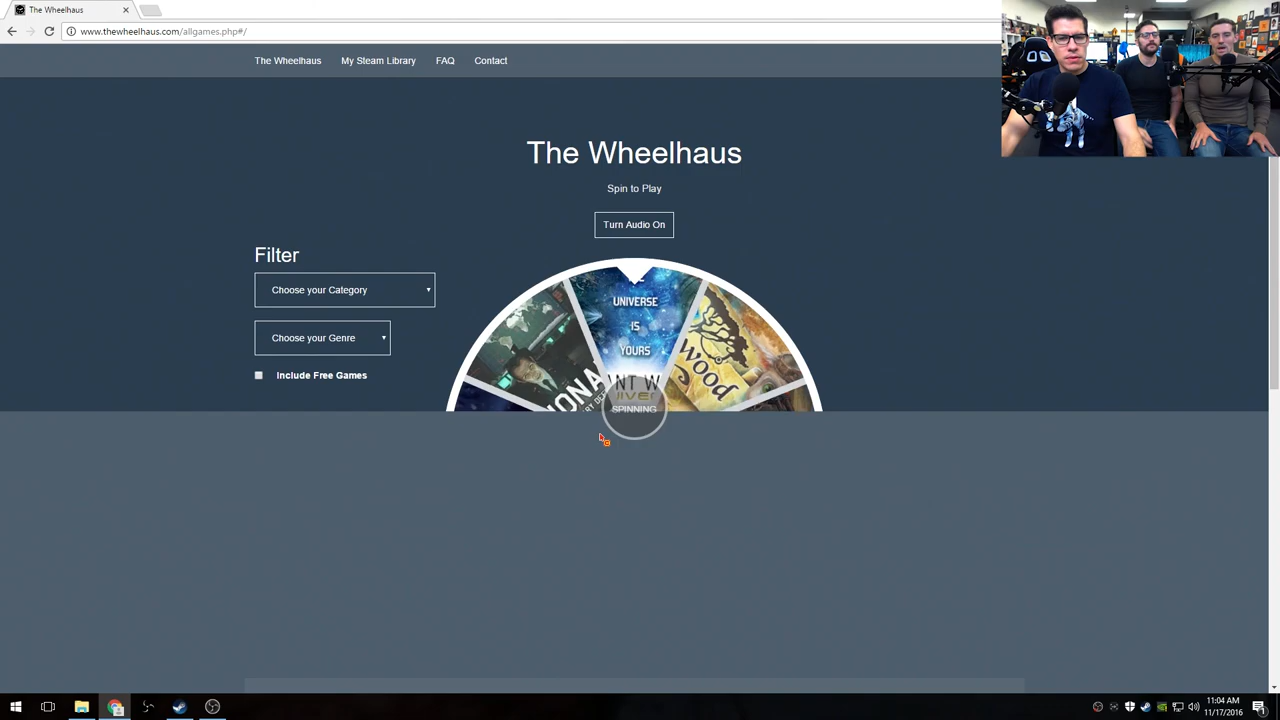 The Wheelhaus
www.thewheelhaus.com/allgames.php#/
The Wheelhaus
My Steam Library
FAQ
Contact
The Wheelhaus
Spin to Play
Turn Audio On
Filter
Choose your Category
Choose your Genre
Include Free Games
UNIVERSE
IS
YOURS
wood
SPINNING
11:04 AM
11/17/2016